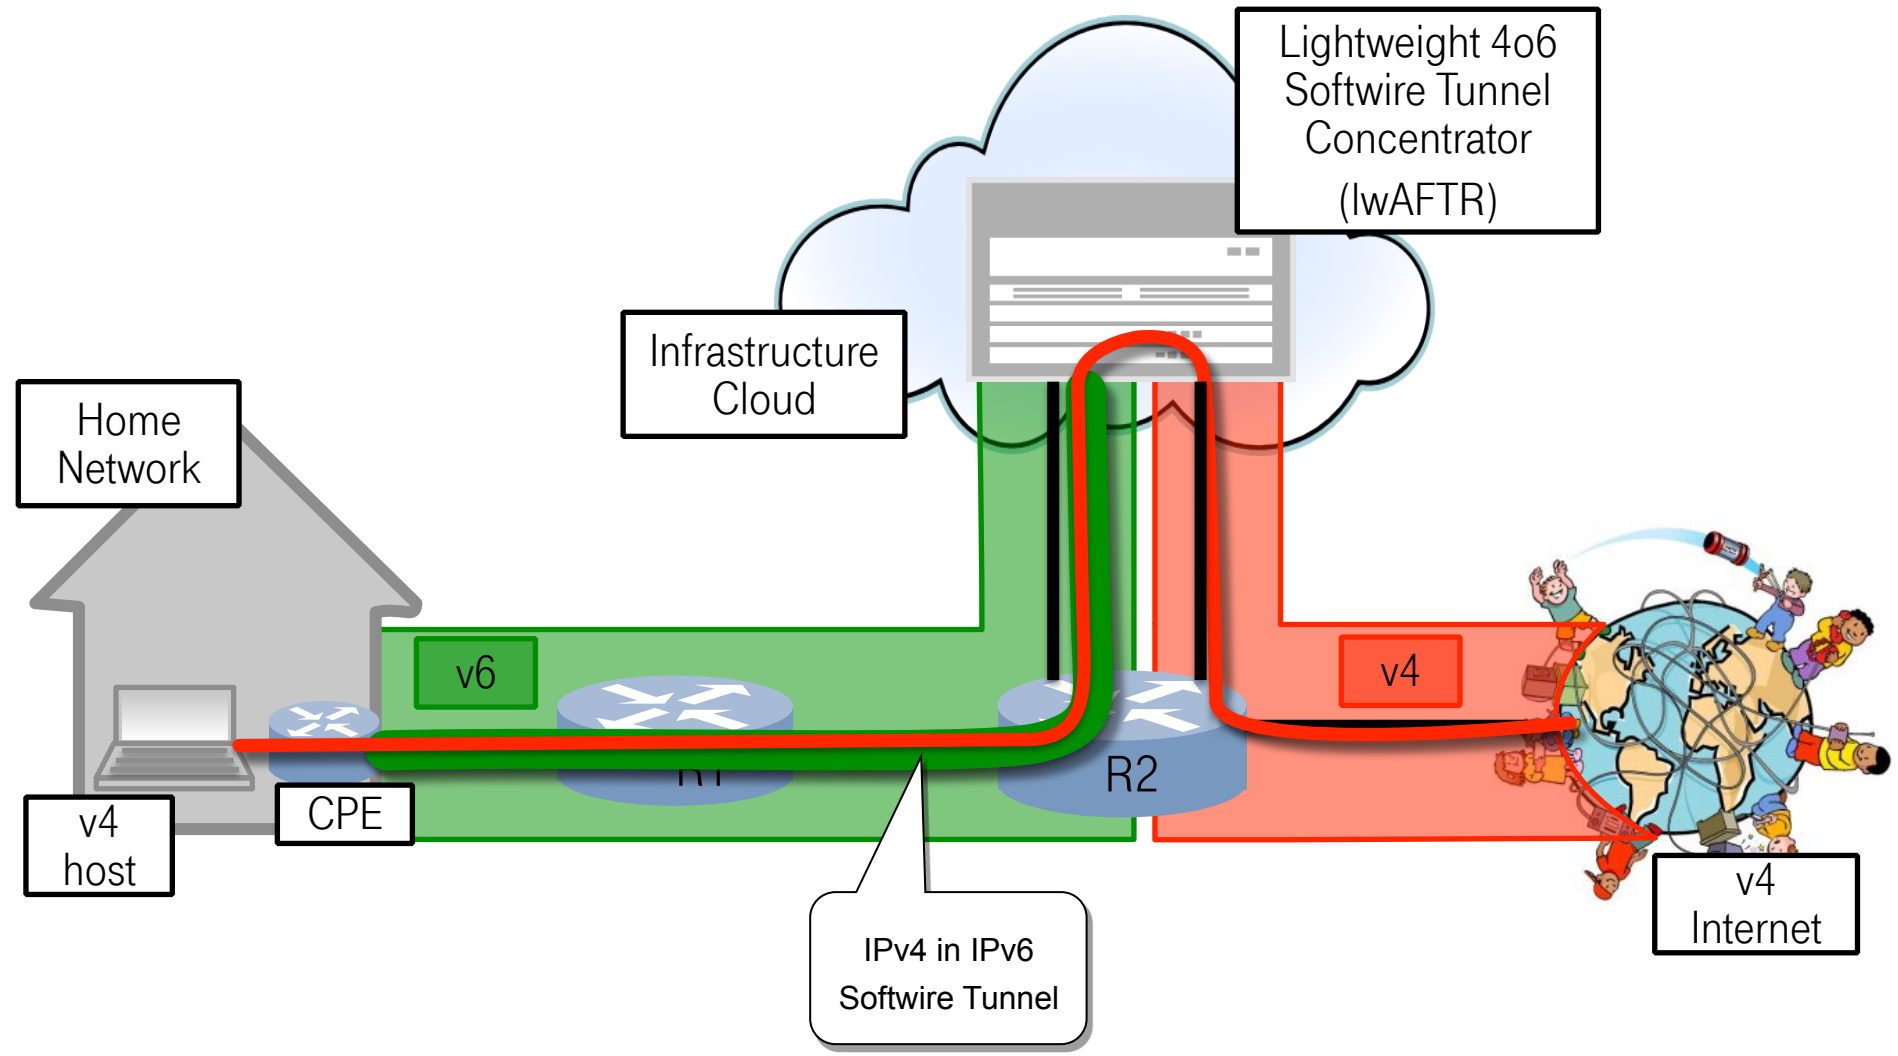 Lightweight 4o6
Softwire Tunnel
Concentrator
(lwAFTR)
Infrastructure
Cloud
Home
Network
v6
v4
R1
R2
CPE
v4
host
v4
Internet
IPv4 in IPv6
Softwire Tunnel